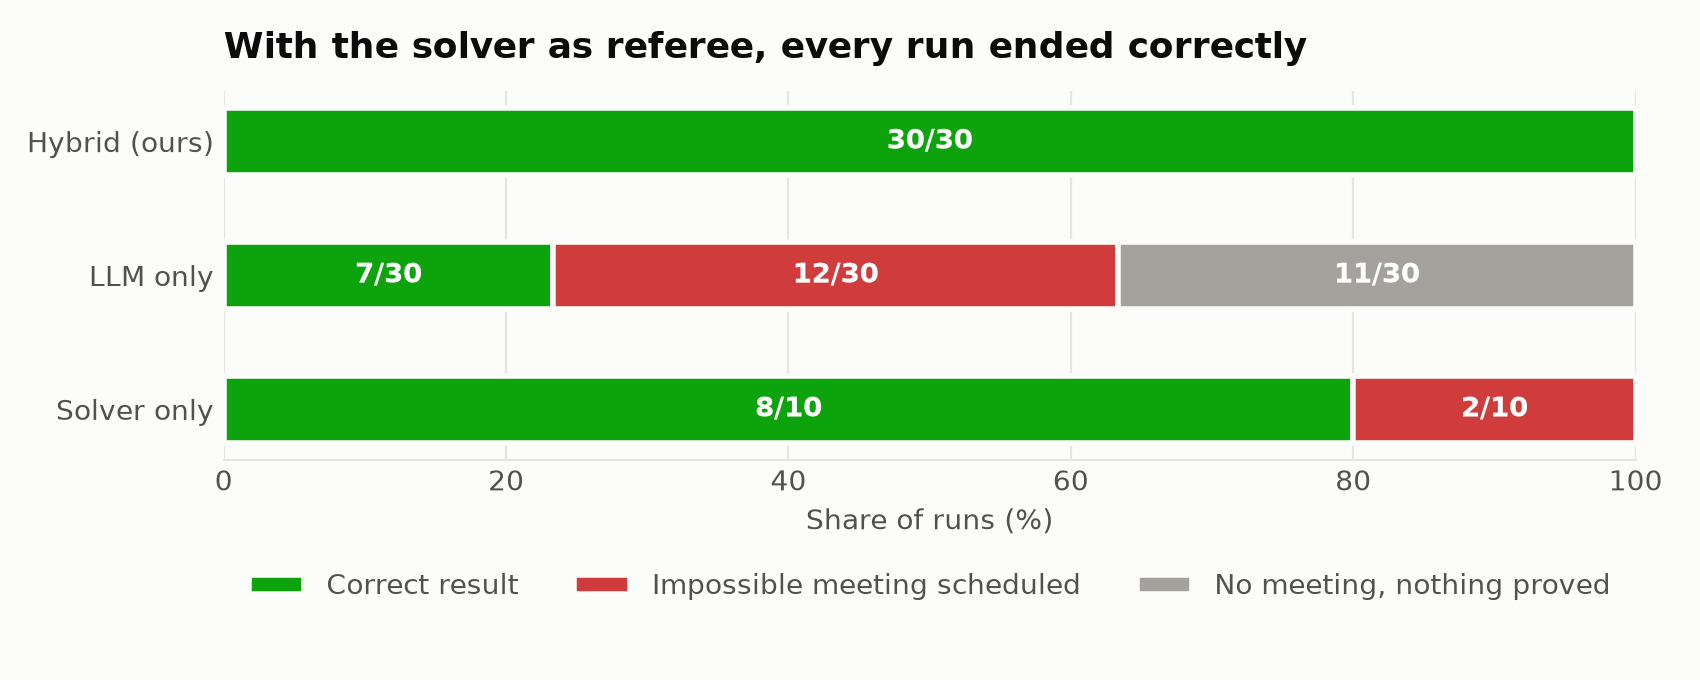 With the solver as referee, every run ended correctly
Hybrid (ours)
30/30
LLM only
7/30
12/30
11/30
Solver only
8/10
2/10
0
20
40
60
80
100
Share of runs (%)
Correct result
Impossible meeting scheduled
No meeting, nothing proved